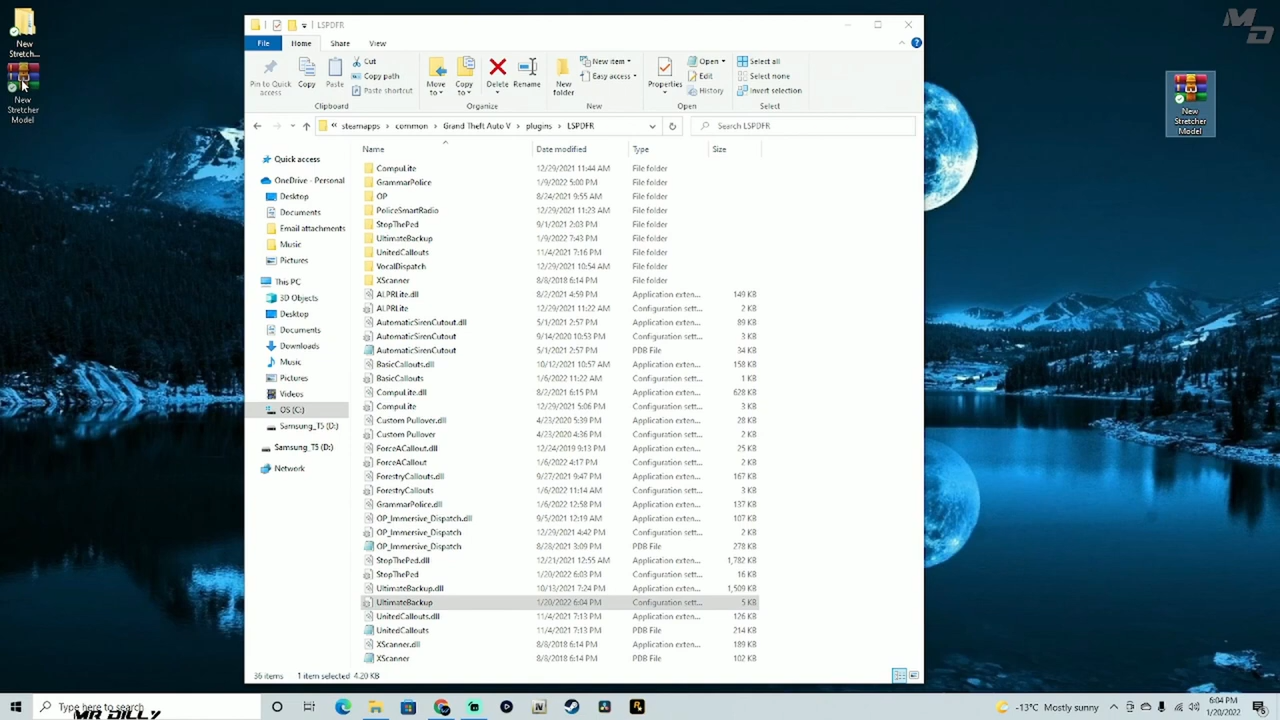 New
Stretch...
New
Stretcher
Model
LSPDFR
File Home Share View
Pin to Quick
access
Copy
Paste
Cut
Copy path
Paste shortcut
Clipboard
Move
to
Copy
to
Delete
Rename
Organize
New
folder
New item
Easy access
New
Properties
Open
Edit
History
Open
Select all
Select none
Invert selection
Select
« steamapps > common > Grand Theft Auto V > plugins > LSPDFR
Search LSPDFR
Name Date modified Type Size
Quick access
OneDrive - Personal
Desktop
Documents
Email attachments
Music
Pictures
This PC
3D Objects
Desktop
Documents
Downloads
Music
Pictures
Videos
OS (C:)
Samsung_T5 (D:)
Samsung_T5 (D:)
Network
CompuLite 12/29/2021 11:44 AM File folder
GrammarPolice 1/9/2022 5:00 PM File folder
OP 8/24/2021 9:55 AM File folder
PoliceSmartRadio 12/29/2021 11:23 AM File folder
StopThePed 9/1/2021 2:03 PM File folder
UltimateBackup 1/9/2022 7:43 PM File folder
UnitedCallouts 11/4/2021 7:16 PM File folder
VocalDispatch 12/29/2021 10:54 AM File folder
XScanner 8/8/2018 6:14 PM File folder
ALPRLite.dll 8/2/2021 4:59 PM Application exten... 149 KB
ALPRLite 12/29/2021 11:22 AM Configuration sett... 2 KB
AutomaticSirenCutout.dll 5/1/2021 2:57 PM Application exten... 89 KB
AutomaticSirenCutout 9/14/2020 10:53 PM Configuration sett... 3 KB
AutomaticSirenCutout 5/1/2021 2:57 PM PDB File 34 KB
BasicCallouts.dll 10/12/2021 10:57 AM Application exten... 158 KB
BasicCallouts 1/6/2022 11:22 AM Configuration sett... 1 KB
CompuLite.dll 8/2/2021 6:15 PM Application exten... 628 KB
CompuLite 12/29/2021 5:06 PM Configuration sett... 3 KB
Custom Pullover.dll 4/23/2020 5:39 PM Application exten... 28 KB
Custom Pullover 4/23/2020 4:36 PM Configuration sett... 2 KB
ForceACallout.dll 12/24/2019 9:13 PM Application exten... 25 KB
ForceACallout 1/6/2022 4:17 PM Configuration sett... 2 KB
ForestryCallouts.dll 9/27/2021 9:47 PM Application exten... 167 KB
ForestryCallouts 1/6/2022 11:14 AM Configuration sett... 3 KB
GrammarPolice.dll 1/6/2022 12:58 PM Application exten... 137 KB
OP_Immersive_Dispatch.dll 9/5/2021 12:19 AM Application exten... 107 KB
OP_Immersive_Dispatch 12/29/2021 4:42 PM Configuration sett... 2 KB
OP_Immersive_Dispatch 8/28/2021 3:09 PM PDB File 278 KB
StopThePed.dll 12/21/2021 12:55 AM Application exten... 1,782 KB
StopThePed 1/20/2022 6:03 PM Configuration sett... 16 KB
UltimateBackup.dll 10/13/2021 7:24 PM Application exten... 1,509 KB
UltimateBackup 1/20/2022 6:04 PM Configuration sett... 5 KB
UnitedCallouts.dll 11/4/2021 7:13 PM Application exten... 126 KB
UnitedCallouts 11/4/2021 7:13 PM PDB File 214 KB
XScanner.dll 8/8/2018 6:14 PM Application exten... 189 KB
XScanner 8/8/2018 6:14 PM PDB File 102 KB
36 items 1 item selected 4.20 KB
MD
New
Stretcher
Model
Type here to search
MR DILLY
-13°C Mostly sunny
6:04 PM
1/20/2022